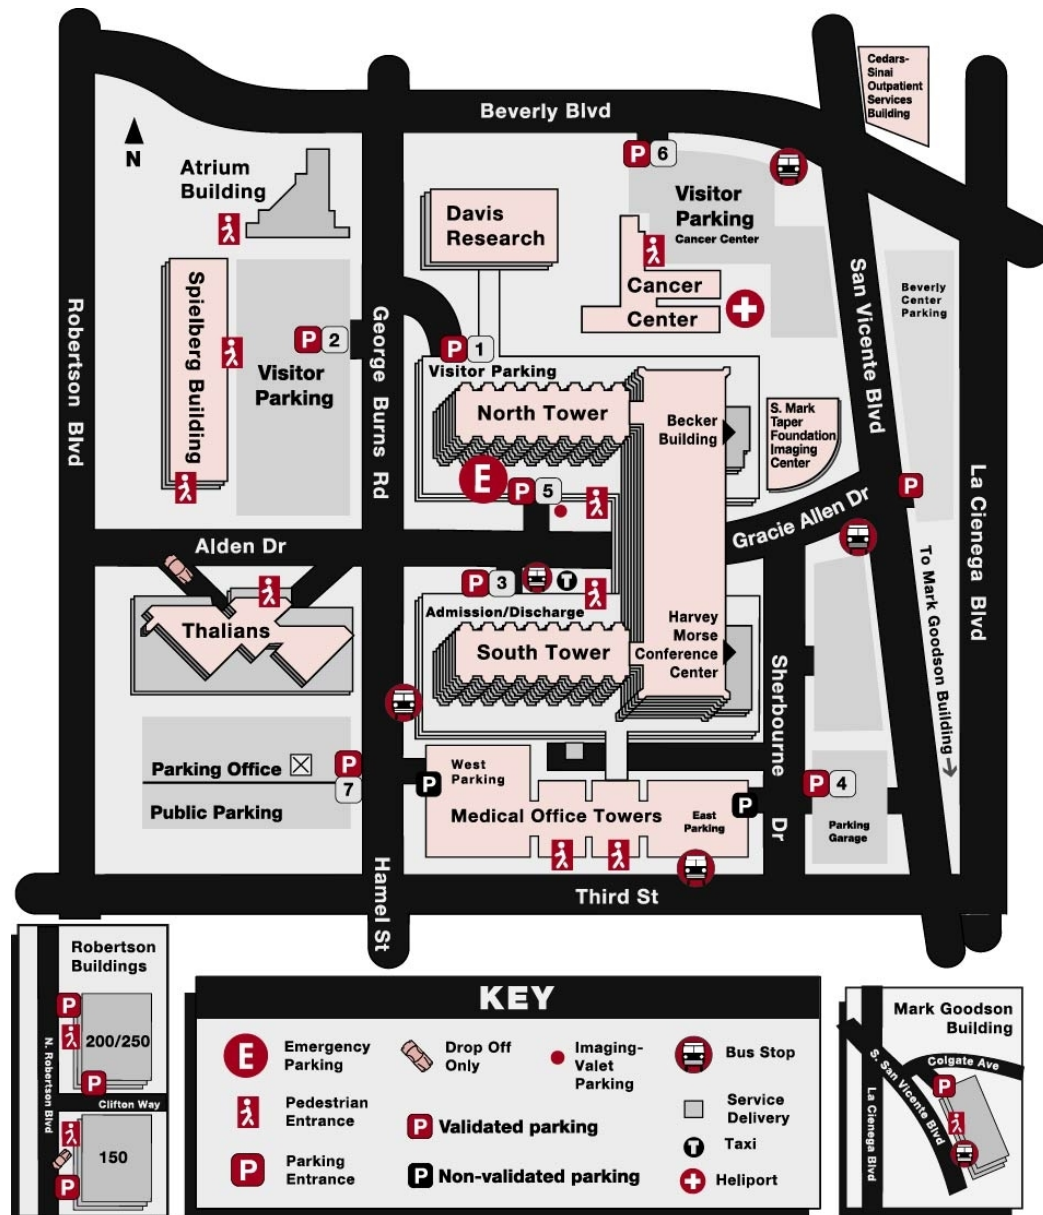 Cedars-
Sinai
Outpatient
Services
Building
Beverly Blvd
N
Atrium
Building
P 6
Visitor
Parking
Cancer Center
Davis
Research
Spielberg Building
Robertson Blvd
George Burns Rd
San Vicente Blvd
Beverly
Center
Parking
Cancer
Center
P 2
P 1
Visitor
Parking
Visitor Parking
North Tower
Becker
Building
S. Mark
Taper
Foundation
Imaging
Center
E
P 5
P
La Cienega Blvd
Gracie Allen Dr
Alden Dr
P 3
T
Admission/Discharge
Thalians
South Tower
Harvey
Morse
Conference
Center
Sherbourne Dr
To Mark Goodson Building
Parking Office
P
7
Public Parking
West
Parking
P
Medical Office Towers
East
Parking
P
P 4
Parking
Garage
Hamel St
Third St
Robertson
Buildings
P
200/250
P
N. Robertson Blvd
Clifton Way
150
P
KEY
E
Emergency
Parking
Drop Off
Only
Imaging-
Valet
Parking
Bus Stop
Pedestrian
Entrance
P
Validated parking
Service
Delivery
T
Taxi
P
Parking
Entrance
P
Non-validated parking
Heliport
Mark Goodson
Building
Colgate Ave
S. San Vicente Blvd
La Cienega Blvd
P